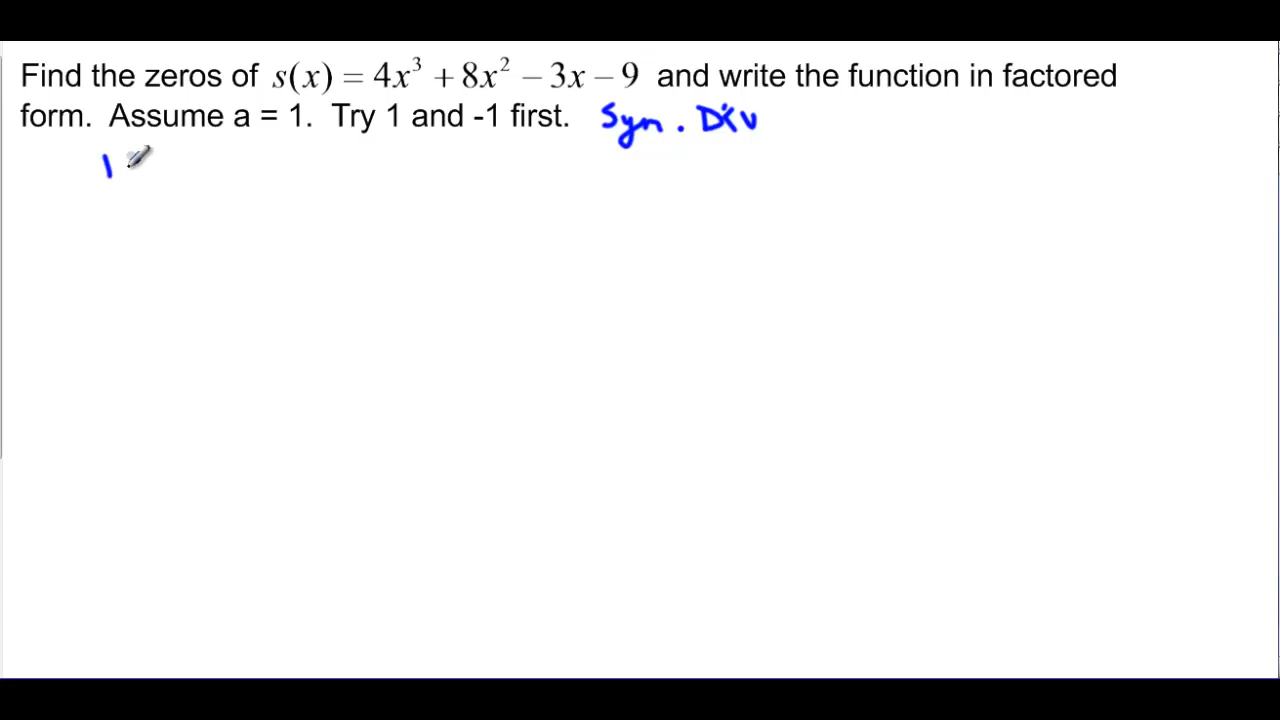 Find the zeros of s(x) = 4x³ + 8x² − 3x − 9 and write the function in factored
form. Assume a = 1. Try 1 and -1 first. Syn. Div
1